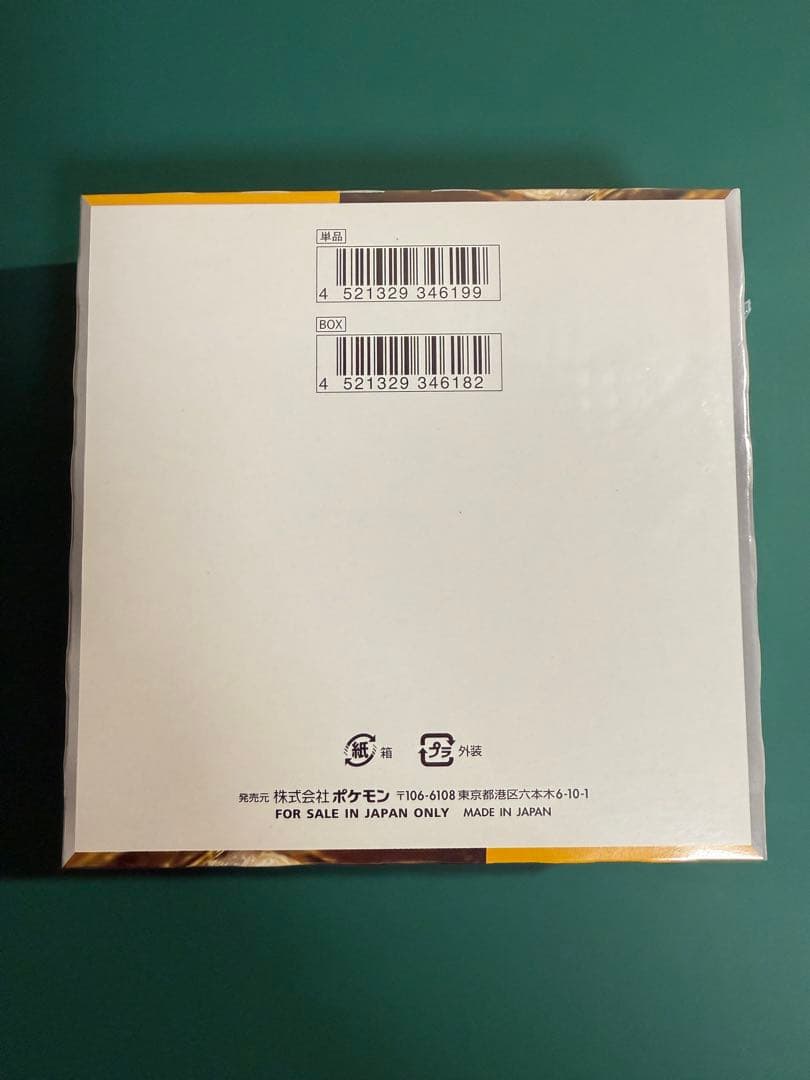 単品
4 521329 346199
BOX
4 521329 346182
紙 箱 プラ 外装
発売元 株式会社 ポケモン 〒106-6108 東京都港区六本木6-10-1
FOR SALE IN JAPAN ONLY MADE IN JAPAN